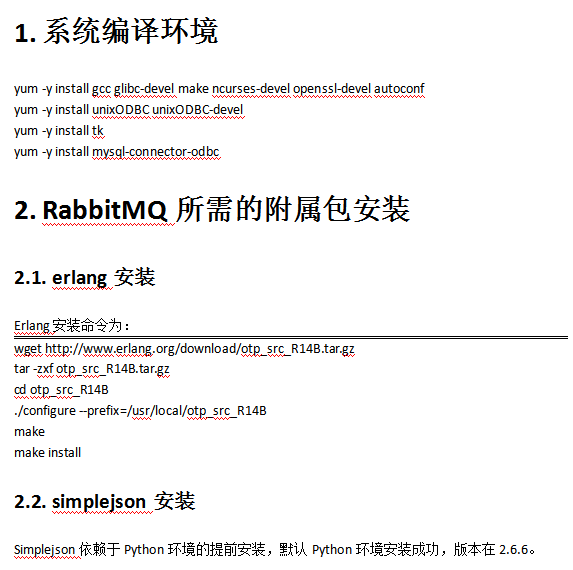 1. 系统编译环境
yum -y install gcc glibc-devel make ncurses-devel openssl-devel autoconf
yum -y install unixODBC unixODBC-devel
yum -y install tk
yum -y install mysql-connector-odbc
2. RabbitMQ 所需的附属包安装
2.1. erlang 安装
Erlang 安装命令为：
wget http://www.erlang.org/download/otp_src_R14B.tar.gz
tar -zxf otp_src_R14B.tar.gz
cd otp_src_R14B
./configure --prefix=/usr/local/otp_src_R14B
make
make install
2.2. simplejson 安装
Simplejson 依赖于 Python 环境的提前安装，默认 Python 环境安装成功，版本在 2.6.6。